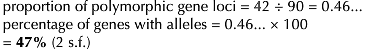 proportion of polymorphic gene loci = 42 ÷ 90 = 0.46...
percentage of genes with alleles = 0.46... × 100
= 47% (2 s.f.)